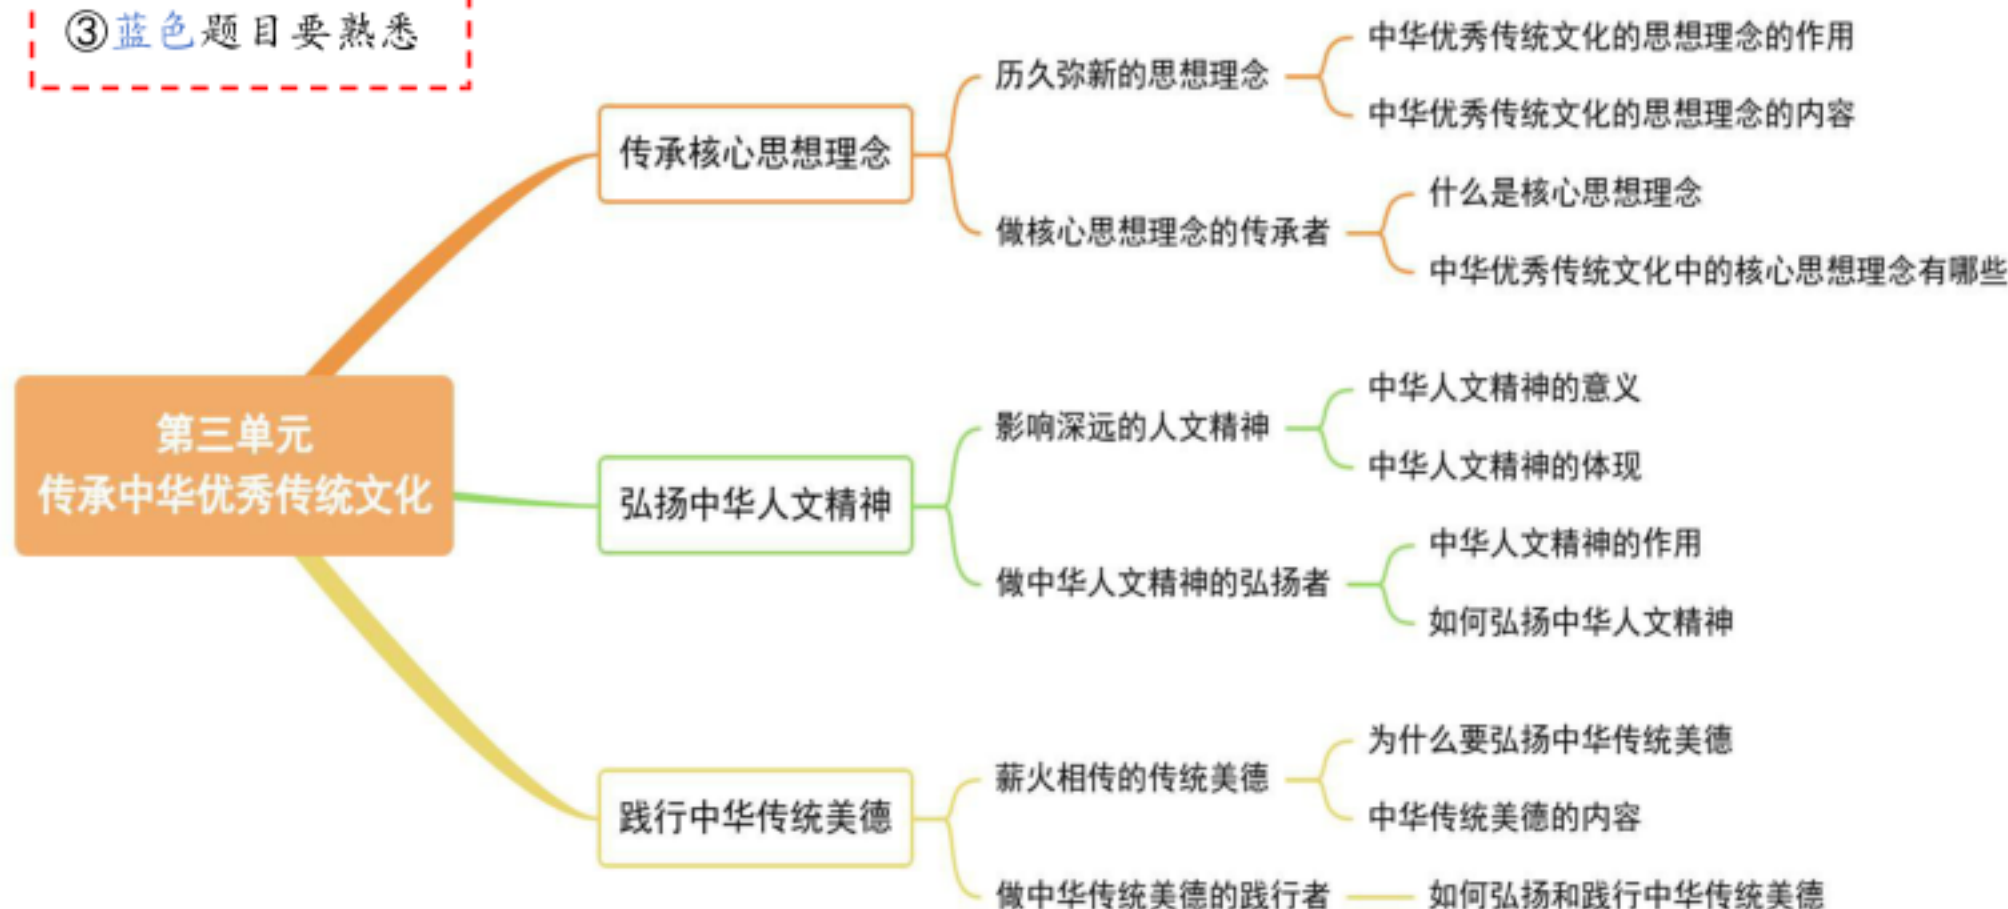 ③蓝色题目要熟悉
第三单元
传承中华优秀传统文化
传承核心思想理念
历久弥新的思想理念
中华优秀传统文化的思想理念的作用
中华优秀传统文化的思想理念的内容
做核心思想理念的传承者
什么是核心思想理念
中华优秀传统文化中的核心思想理念有哪些
弘扬中华人文精神
影响深远的人文精神
中华人文精神的意义
中华人文精神的体现
做中华人文精神的弘扬者
中华人文精神的作用
如何弘扬中华人文精神
践行中华传统美德
薪火相传的传统美德
为什么要弘扬中华传统美德
中华传统美德的内容
做中华传统美德的践行者
如何弘扬和践行中华传统美德